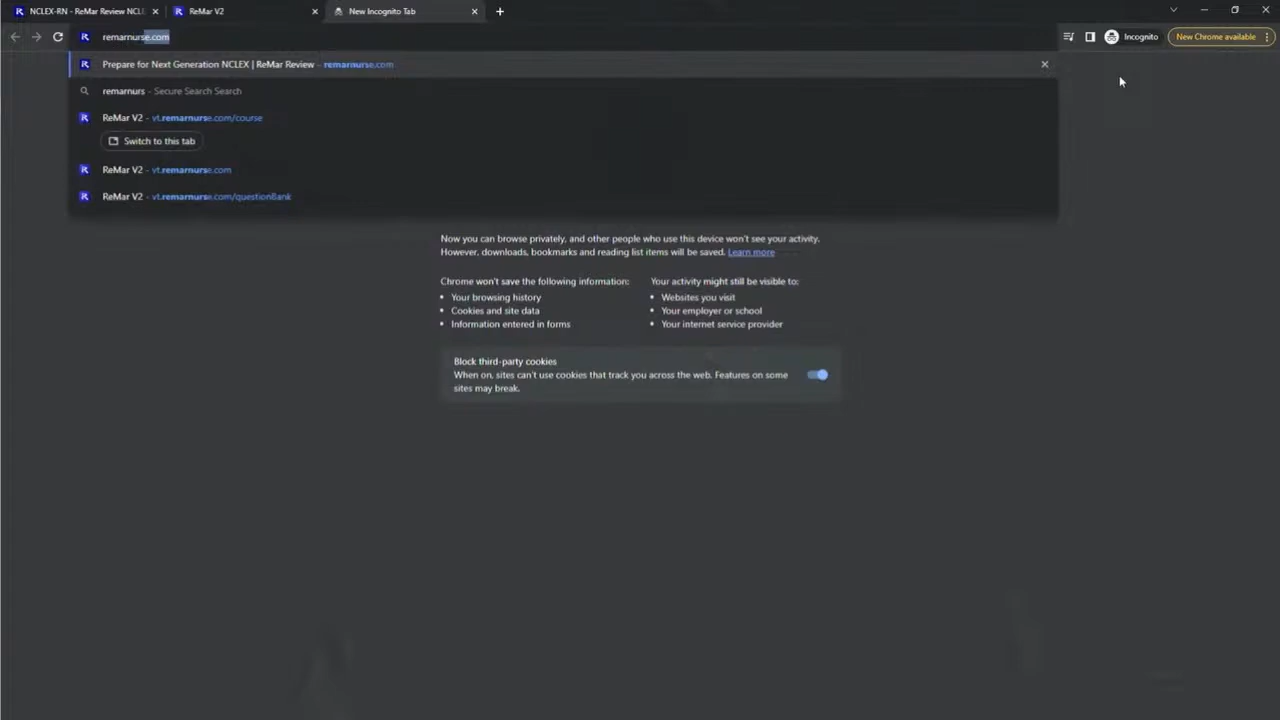 NCLEX-RN - ReMar Review NCLE
ReMar V2
New Incognito Tab
remarnurse.com
Incognito
New Chrome available
Prepare for Next Generation NCLEX | ReMar Review - remarnurse.com
remarnurs - Secure Search Search
ReMar V2 - vt.remarnurse.com/course
Switch to this tab
ReMar V2 - vt.remarnurse.com
ReMar V2 - vt.remarnurse.com/questionBank
Now you can browse privately, and other people who use this device won't see your activity.
However, downloads, bookmarks and reading list items will be saved. Learn more
Chrome won't save the following information:
• Your browsing history
• Cookies and site data
• Information entered in forms
Your activity might still be visible to:
• Websites you visit
• Your employer or school
• Your internet service provider
Block third-party cookies
When on, sites can't use cookies that track you across the web. Features on some
sites may break.